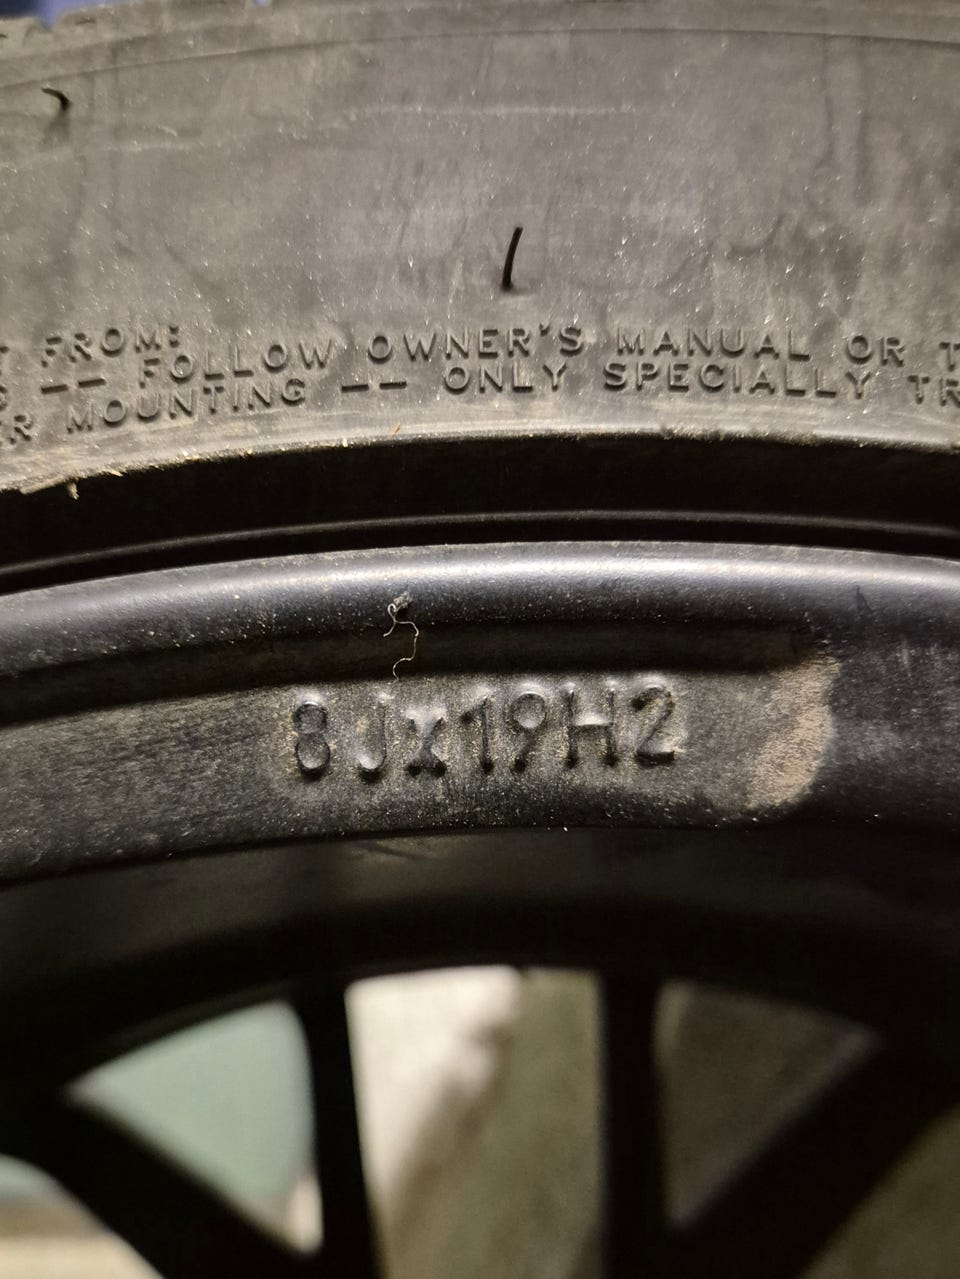 FROM:
-- FOLLOW OWNER'S MANUAL OR
MOUNTING -- ONLY SPECIALLY
8Jx19H2